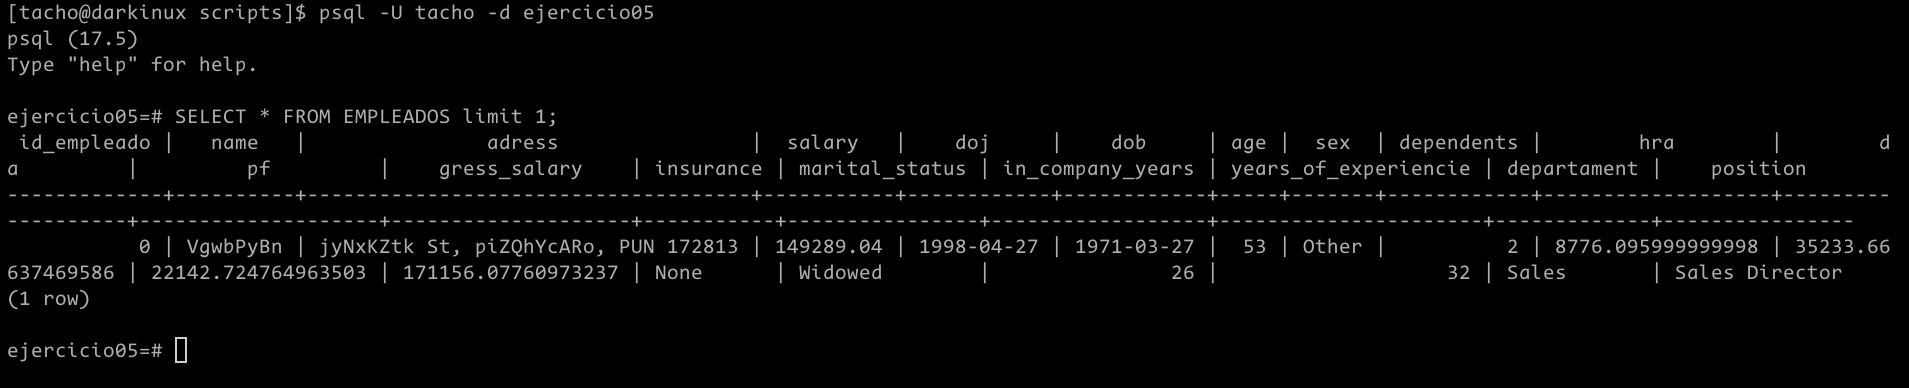 [tacho@darkinux scripts]$ psql -U tacho -d ejercicio05
psql (17.5)
Type "help" for help.

ejercicio05=# SELECT * FROM EMPLEADOS limit 1;
 id_empleado |   name   |               adress                |  salary   |    doj     |    dob     | age |  sex  | dependents |        hra        |        d
a         |         pf         |    gress_salary    | insurance | marital_status | in_company_years | years_of_experiencie | departament |    position    
-------------+----------+-------------------------------------+-----------+------------+------------+-----+-------+------------+-------------------+---------
----------+--------------------+--------------------+-----------+----------------+------------------+----------------------+-------------+----------------
           0 | VgwbPyBn | jyNxKZtk St, piZQhYcARo, PUN 172813 | 149289.04 | 1998-04-27 | 1971-03-27 |  53 | Other |          2 | 8776.095999999998 | 35233.66
637469586 | 22142.724764963503 | 171156.07760973237 | None      | Widowed        |               26 |                   32 | Sales       | Sales Director
(1 row)

ejercicio05=#